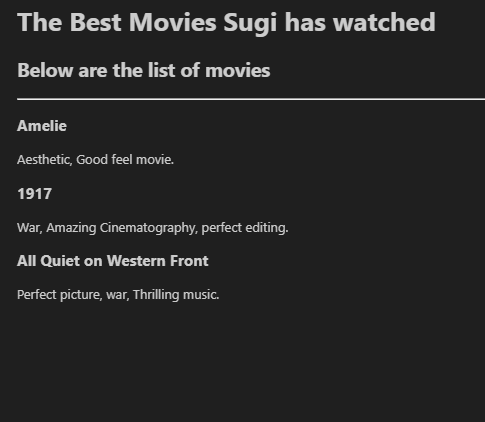 The Best Movies Sugi has watched
Below are the list of movies
Amelie
Aesthetic, Good feel movie.
1917
War, Amazing Cinematography, perfect editing.
All Quiet on Western Front
Perfect picture, war, Thrilling music.